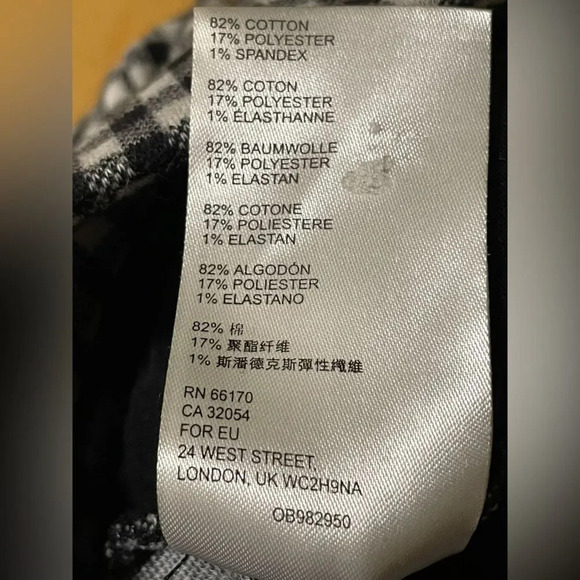 82% COTTON
17% POLYESTER
1% SPANDEX
82% COTON
17% POLYESTER
1% ÉLASTHANNE
82% BAUMWOLLE
17% POLYESTER
1% ELASTAN
82% COTONE
17% POLIESTERE
1% ELASTAN
82% ALGODÓN
17% POLIESTER
1% ELASTANO
82% 棉
17% 聚酯纤维
1% 斯潘德克斯彈性纖維
RN 66170
CA 32054
FOR EU
24 WEST STREET,
LONDON, UK WC2H9NA
OB982950